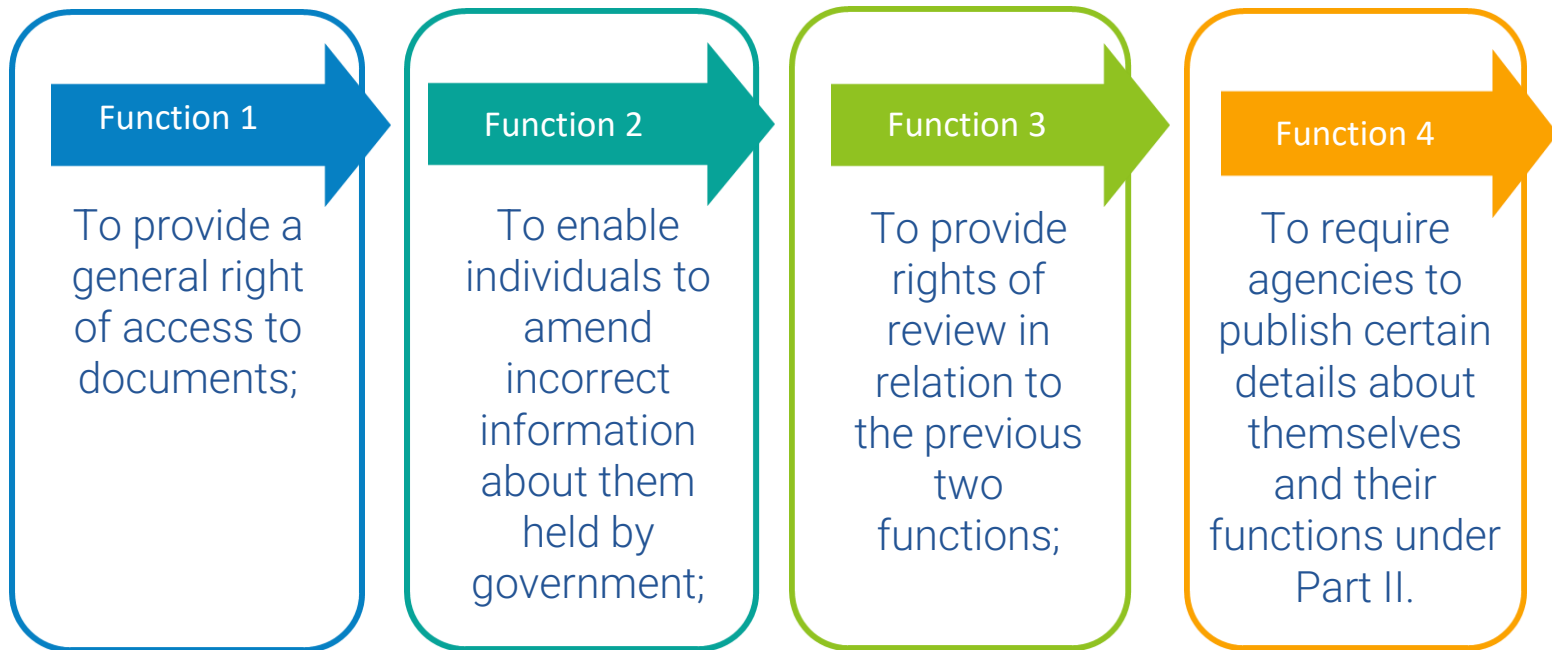 Function 1
To provide a
general right
of access to
documents;
Function 2
To enable
individuals to
amend
incorrect
information
about them
held by
government;
Function 3
To provide
rights of
review in
relation to
the previous
two
functions;
Function 4
To require
agencies to
publish certain
details about
themselves
and their
functions under
Part II.